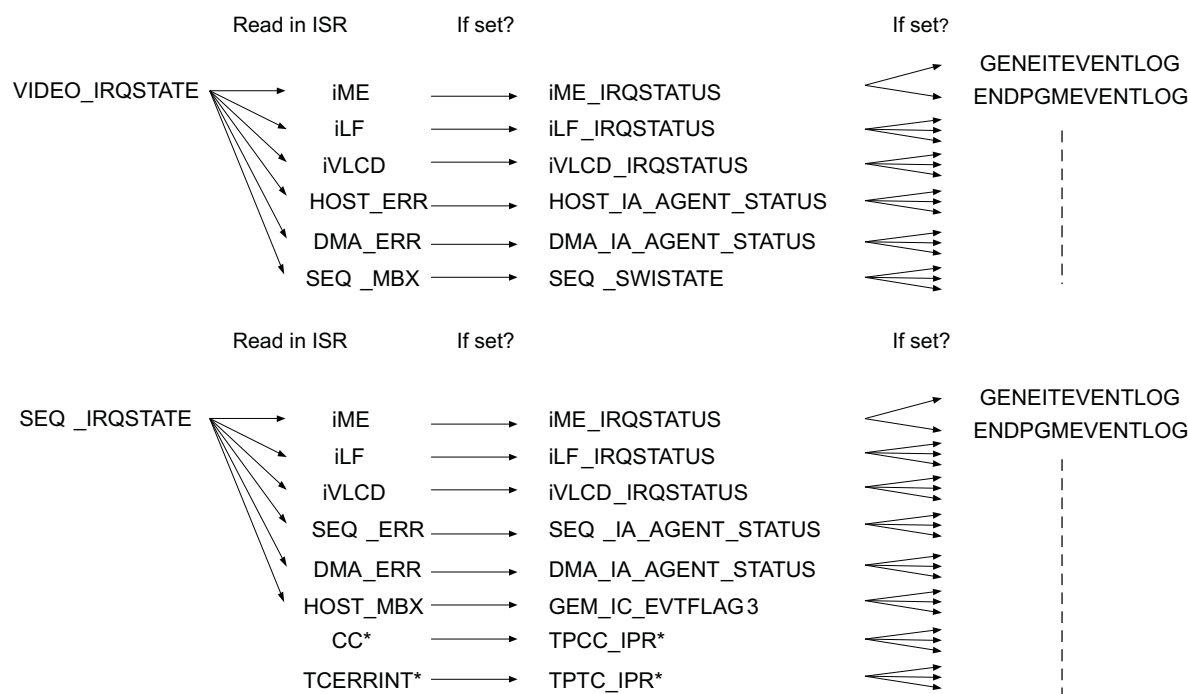 Read in ISR If set? If set?
GENEITEVENTLOG
VIDEO_IRQSTATE iME iME_IRQSTATUS ENDPGMEVENTLOG
iLF iLF_IRQSTATUS
iVLCD iVLCD_IRQSTATUS
HOST_ERR HOST_IA_AGENT_STATUS
DMA_ERR DMA_IA_AGENT_STATUS
SEQ _MBX SEQ _SWISTATE
Read in ISR If set? If set?
GENEITEVENTLOG
SEQ _IRQSTATE iME iME_IRQSTATUS ENDPGMEVENTLOG
iLF iLF_IRQSTATUS
iVLCD iVLCD_IRQSTATUS
SEQ _ERR SEQ _IA_AGENT_STATUS
DMA_ERR DMA_IA_AGENT_STATUS
HOST_MBX GEM_IC_EVTFLAG3
CC* TPCC_IPR*
TCERRINT* TPTC_IPR*